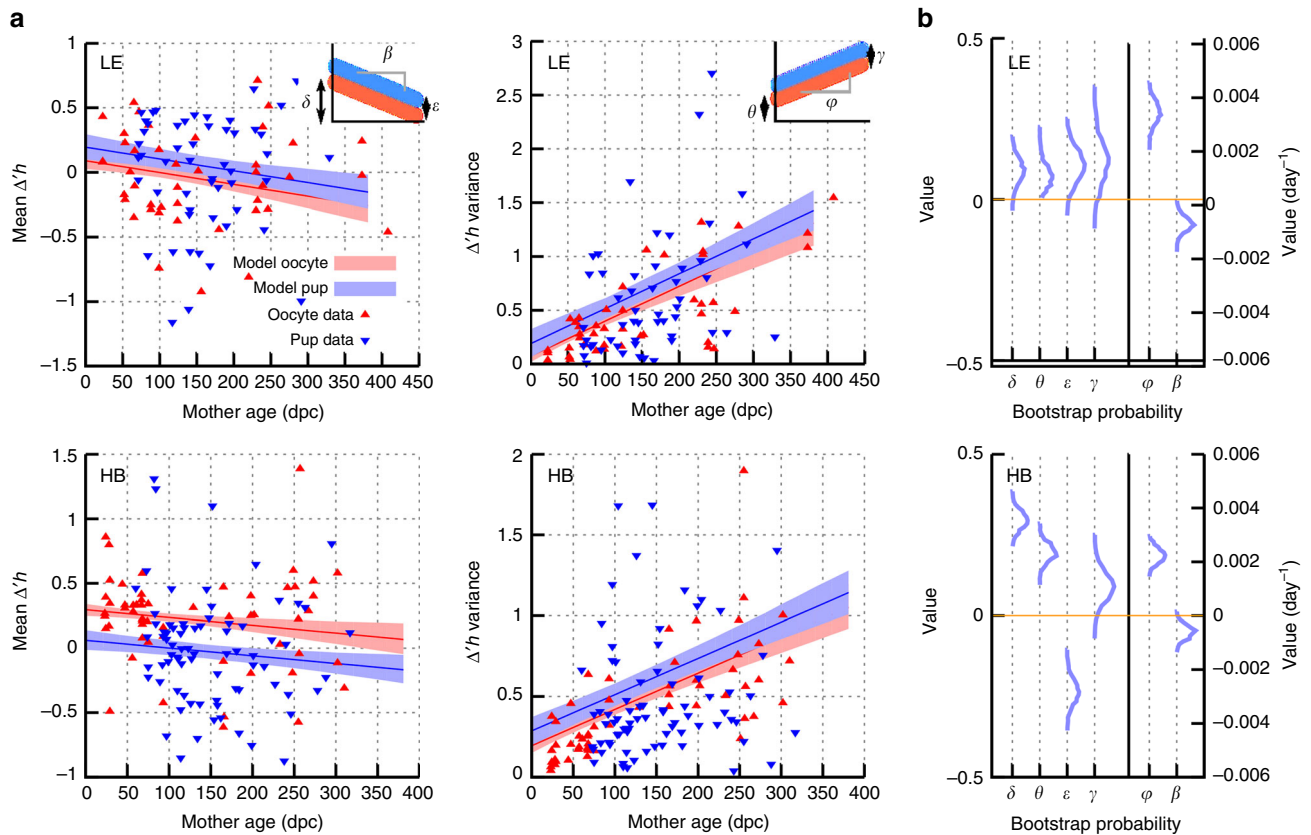 a
b
LE
Mean Δ′h
1
0.5
0
−0.5
−1
−1.5
0 50 100 150 200 250 300 350 400 450
Mother age (dpc)
β
δ
ε
Model oocyte
Model pup
Oocyte data
Pup data
LE
Δ′h variance
3
2.5
2
1.5
1
0.5
0
0 50 100 150 200 250 300 350 400 450
Mother age (dpc)
γ
θ
φ
LE
Value
0.5
0
−0.5
δ θ ε γ φ β
Bootstrap probability
0.006
0.004
0.002
0
−0.002
−0.004
−0.006
Value (day−1)
HB
Mean Δ′h
1.5
1
0.5
0
−0.5
−1
0 50 100 150 200 250 300 350 400
Mother age (dpc)
HB
Δ′h variance
2
1.5
1
0.5
0
0 50 100 150 200 250 300 350 400
Mother age (dpc)
HB
Value
0.5
0
−0.5
δ θ ε γ φ β
Bootstrap probability
0.006
0.004
0.002
0
−0.002
−0.004
−0.006
Value (day−1)